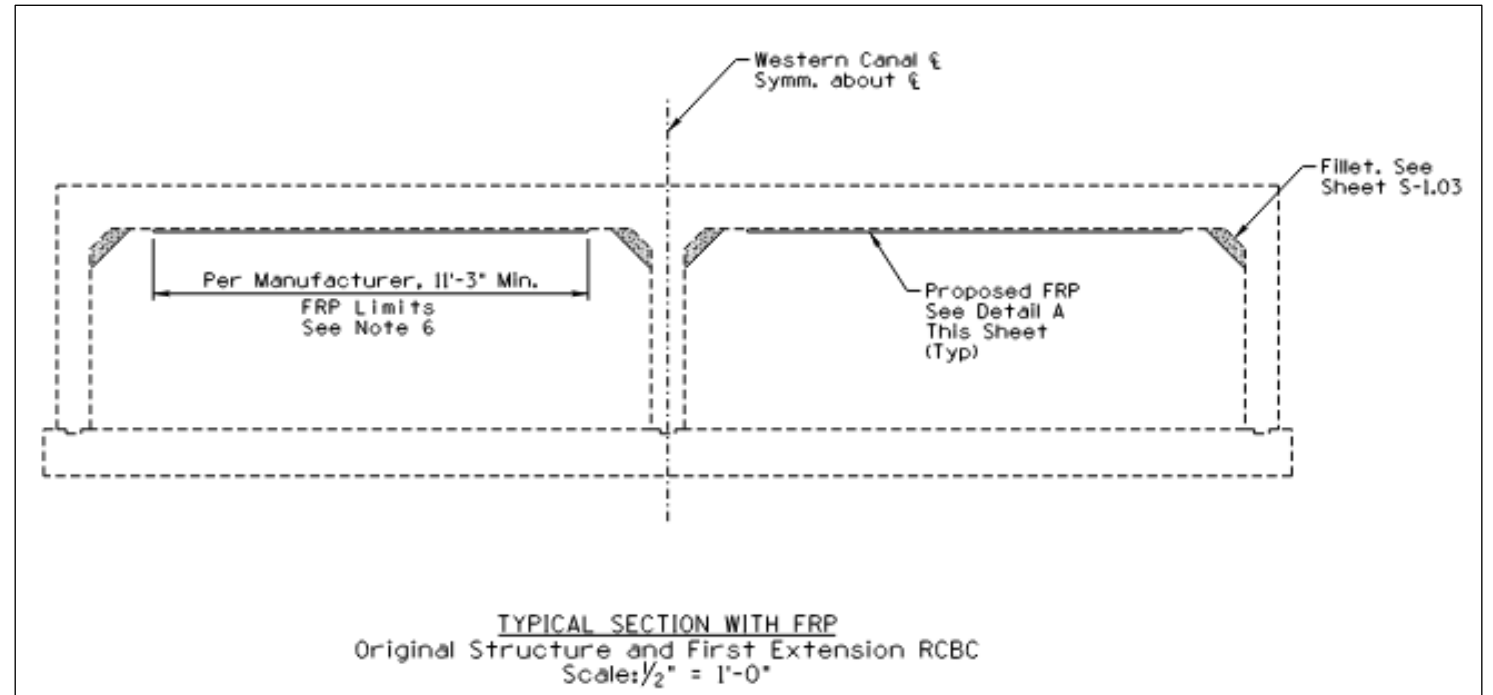 Western Canal ℄
Symm. about ℄
Fillet. See
Sheet S-1.03
Per Manufacturer, 11'-3" Min.
FRP Limits
See Note 6
Proposed FRP
See Detail A
This Sheet
(Typ)
TYPICAL SECTION WITH FRP
Original Structure and First Extension RCBC
Scale:1/2" = 1'-0"